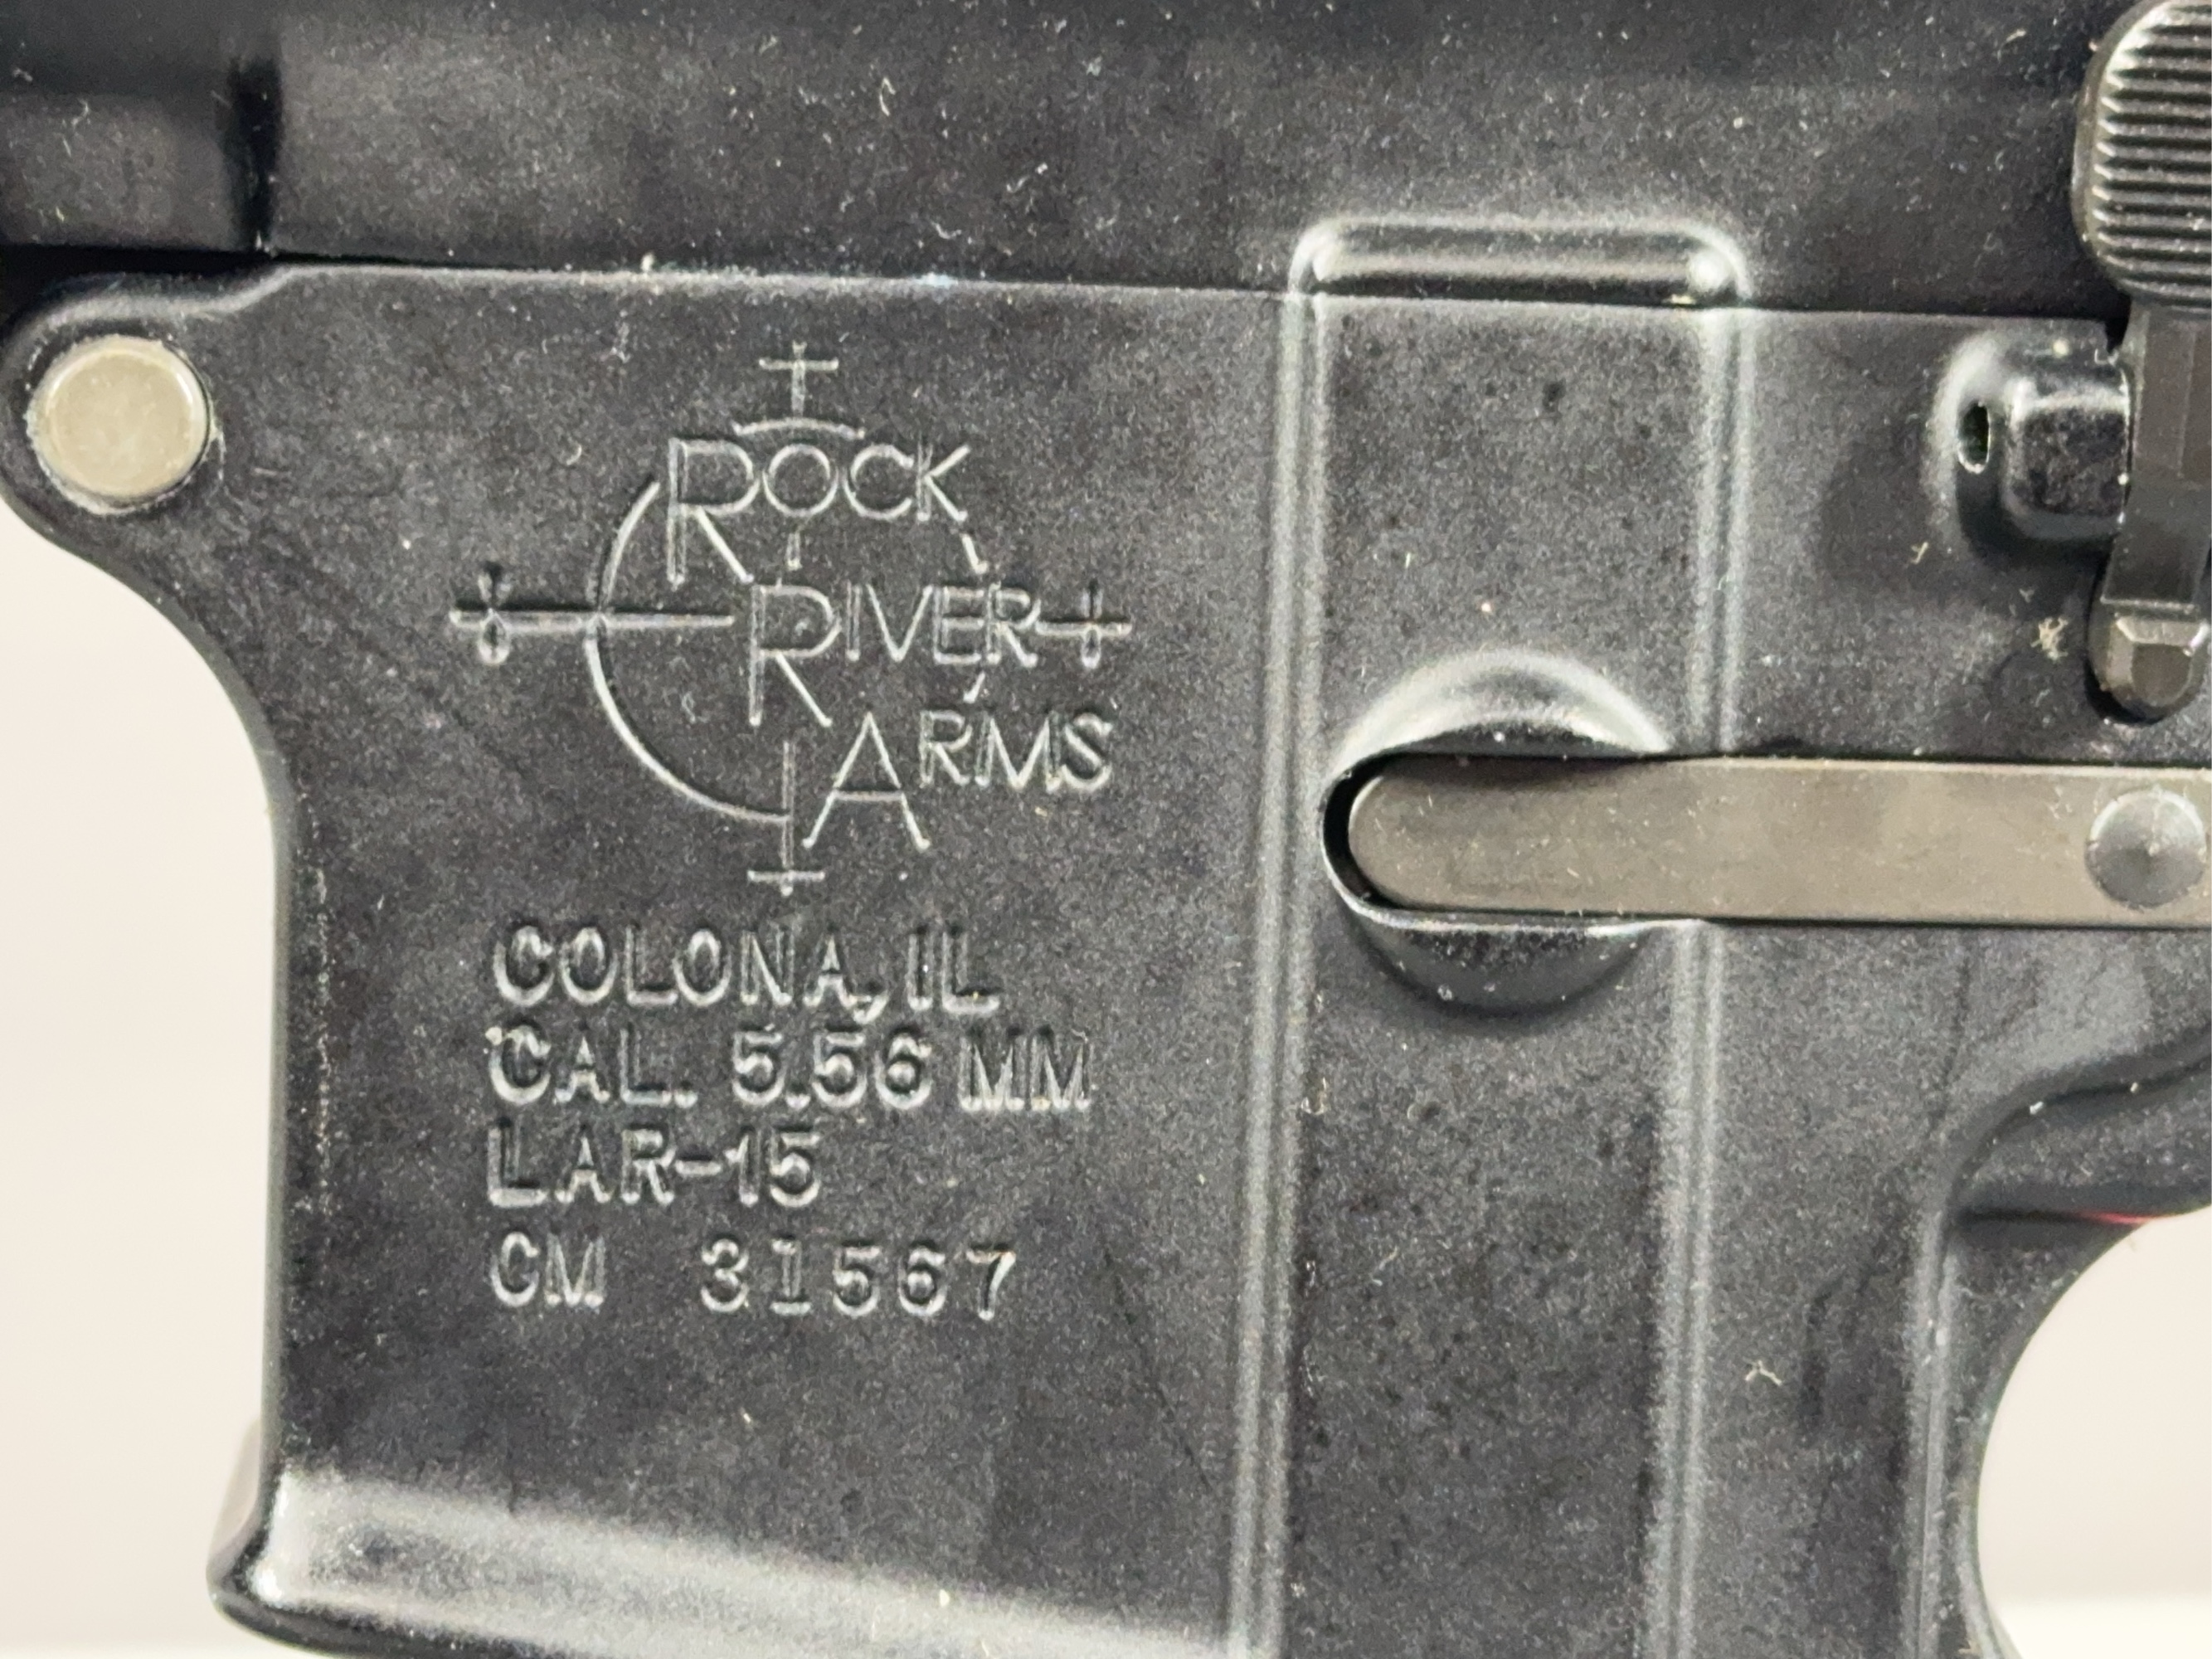 ROCK
RIVER
ARMS
COLONA, IL
CAL. 5.56 MM
LAR-15
CM 31567